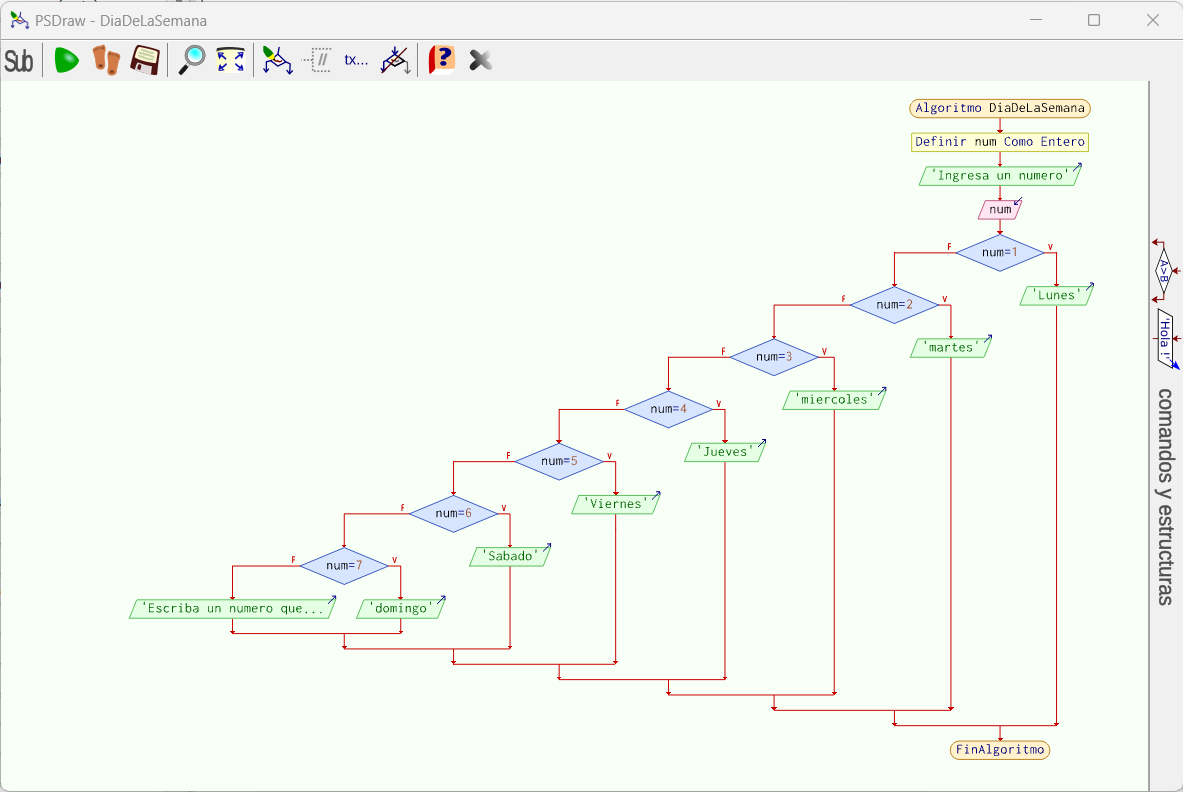 PSDraw - DiaDeLaSemana
Sub
tx...
?
Algoritmo DiaDeLaSemana
Definir num Como Entero
'Ingresa un numero'
num
num=1
F
V
'Lunes'
num=2
F
V
'martes'
num=3
F
V
'miercoles'
num=4
F
V
'Jueves'
num=5
F
V
'Viernes'
num=6
F
V
'Sabado'
num=7
F
V
'Escriba un numero que...
'domingo'
FinAlgoritmo
A>B
'Hola !'
comandos y estructuras